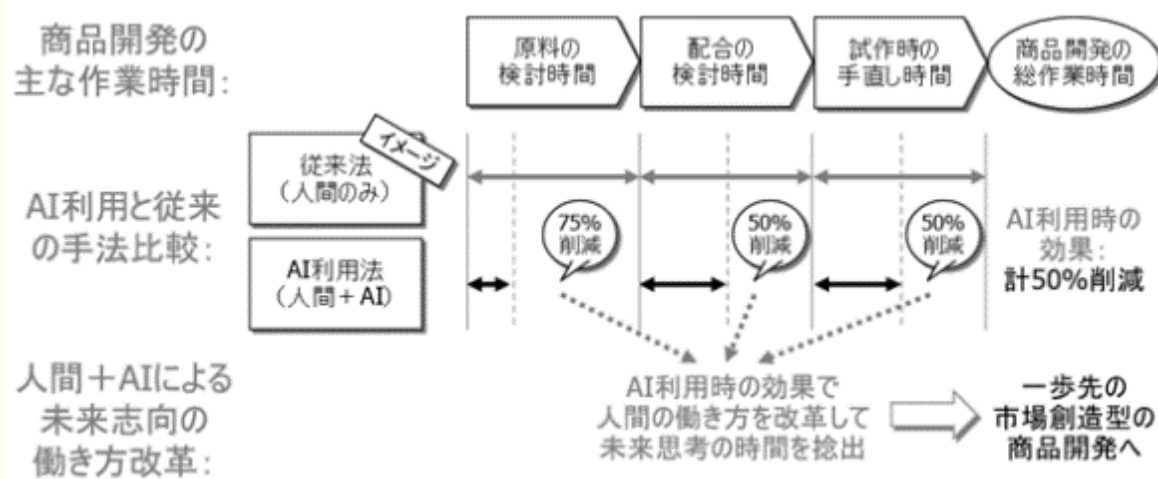 商品開発の
主な作業時間:
原料の
検討時間
配合の
検討時間
試作時の
手直し時間
商品開発の
総作業時間
AI利用と従来
の手法比較:
イメージ
従来法
(人間のみ)
AI利用法
(人間+AI)
75%
削減
50%
削減
50%
削減
AI利用時の
効果:
計50%削減
人間+AIによる
未来志向の
働き方改革:
AI利用時の効果で
人間の働き方を改革して
未来思考の時間を捻出
一歩先の
市場創造型の
商品開発へ